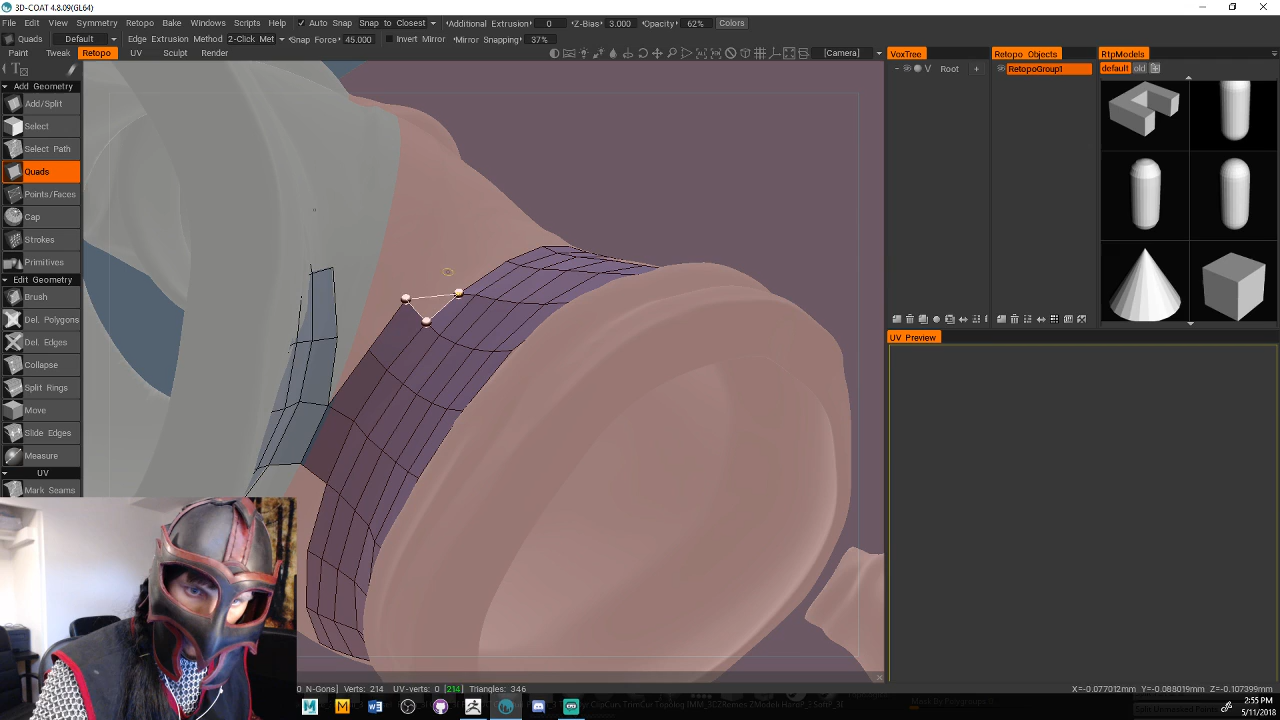 3D-COAT 4.8.09(GL64)
File Edit View Symmetry Retopo Bake Windows Scripts Help Auto Snap Snap to Closest Additional Extrusion 0 Z-Bias 3.000 Opacity 62% Colors
Quads Default Edge Extrusion Method 2-Click Met Snap Force 45.000 Invert Mirror Mirror Snapping 37%
Paint Tweak Retopo UV Sculpt Render [Camera] VoxTree Retopo Objects RtpModels
V Root + RetopoGroup1 default old
Add Geometry
Add/Split
Select
Select Path
Quads
Points/Faces
Cap
Strokes
Primitives
Edit Geometry
Brush
Del. Polygons
Del. Edges
Collapse
Split Rings
Move
Slide Edges
Measure
UV
Mark Seams
UV Preview
0 N-Gons] Verts: 214 UV-verts: 0 [214] Triangles: 346 X=-0.077012mm Y=-0.088019mm Z=-0.107399mm
2:55 PM
5/11/2018